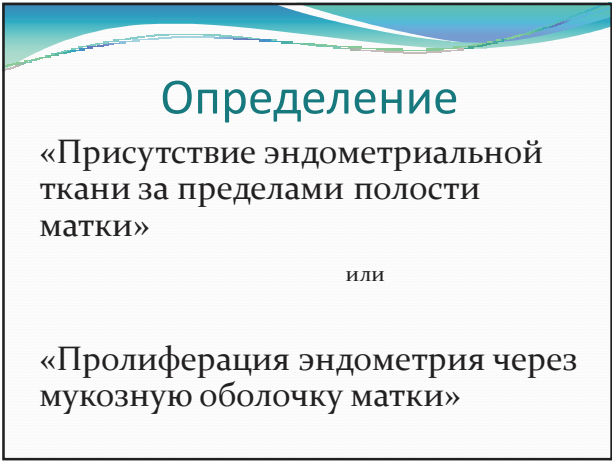 Определение
«Присутствие эндометриальной
ткани за пределами полости
матки»
или
«Пролиферация эндометрия через
мукозную оболочку матки»